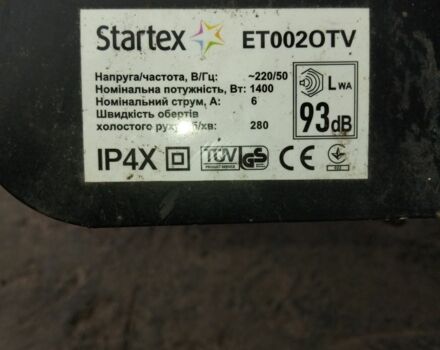 Startex ET002OTV
Напруга/частота, В/Гц: ~220/50
Номінальна потужність, Вт: 1400
Номінальний струм, А: 6
Швидкість обертів
холостого руху, об/хв: 280
LWA
93dB
IP4X TÜV GS CE